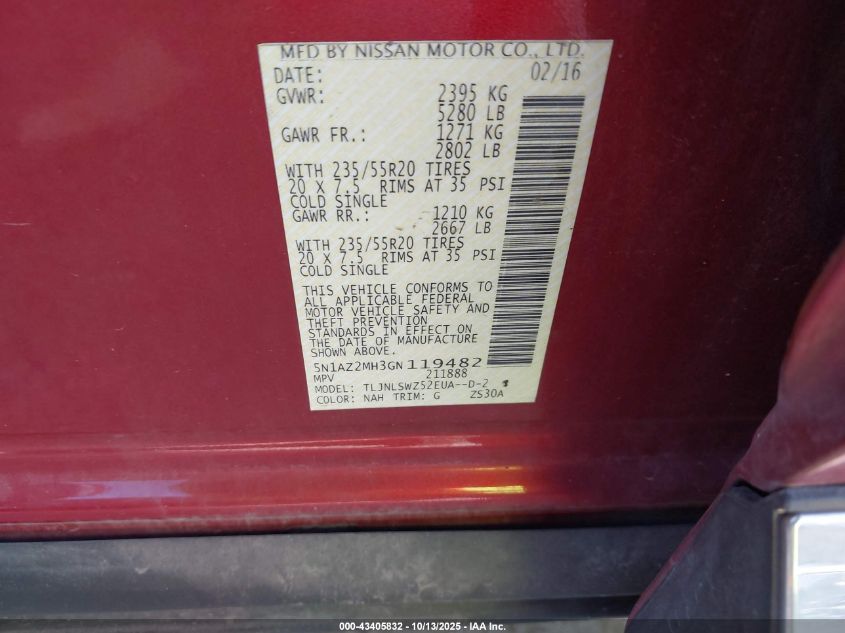 MFD BY NISSAN MOTOR CO., LTD.
DATE: 02/16
GVWR: 2395 KG
5280 LB
GAWR FR.: 1271 KG
2802 LB
WITH 235/55R20 TIRES
20 X 7.5 RIMS AT 35 PSI
COLD SINGLE
GAWR RR.: 1210 KG
2667 LB
WITH 235/55R20 TIRES
20 X 7.5 RIMS AT 35 PSI
COLD SINGLE
THIS VEHICLE CONFORMS TO
ALL APPLICABLE FEDERAL
MOTOR VEHICLE SAFETY AND
THEFT PREVENTION
STANDARDS IN EFFECT ON
THE DATE OF MANUFACTURE
SHOWN ABOVE.
5N1AZ2MH3GN119482
MPV 211888
MODEL: TLJNLSWZ52EUA--D-2
COLOR: NAH TRIM: G ZS30A
000-43405832 - 10/13/2025 - IAA Inc.